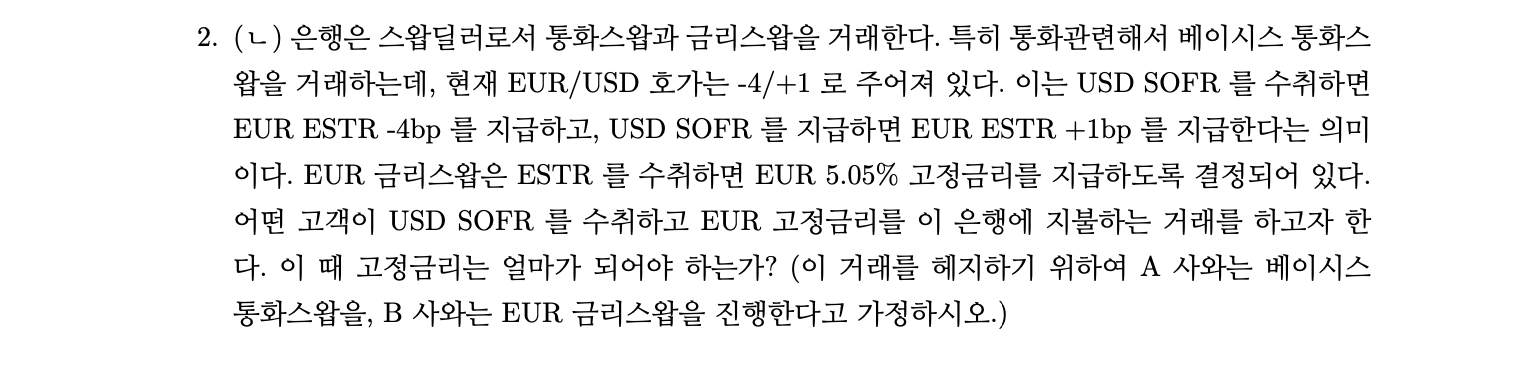 2. (ㄴ) 은행은 스왑딜러로서 통화스왑과 금리스왑을 거래한다. 특히 통화관련해서 베이시스 통화스
왑을 거래하는데, 현재 EUR/USD 호가는 -4/+1 로 주어져 있다. 이는 USD SOFR 를 수취하면
EUR ESTR -4bp 를 지급하고, USD SOFR 를 지급하면 EUR ESTR +1bp 를 지급한다는 의미
이다. EUR 금리스왑은 ESTR 를 수취하면 EUR 5.05% 고정금리를 지급하도록 결정되어 있다.
어떤 고객이 USD SOFR 를 수취하고 EUR 고정금리를 이 은행에 지불하는 거래를 하고자 한
다. 이 때 고정금리는 얼마가 되어야 하는가? (이 거래를 헤지하기 위하여 A 사와는 베이시스
통화스왑을, B 사와는 EUR 금리스왑을 진행한다고 가정하시오.)